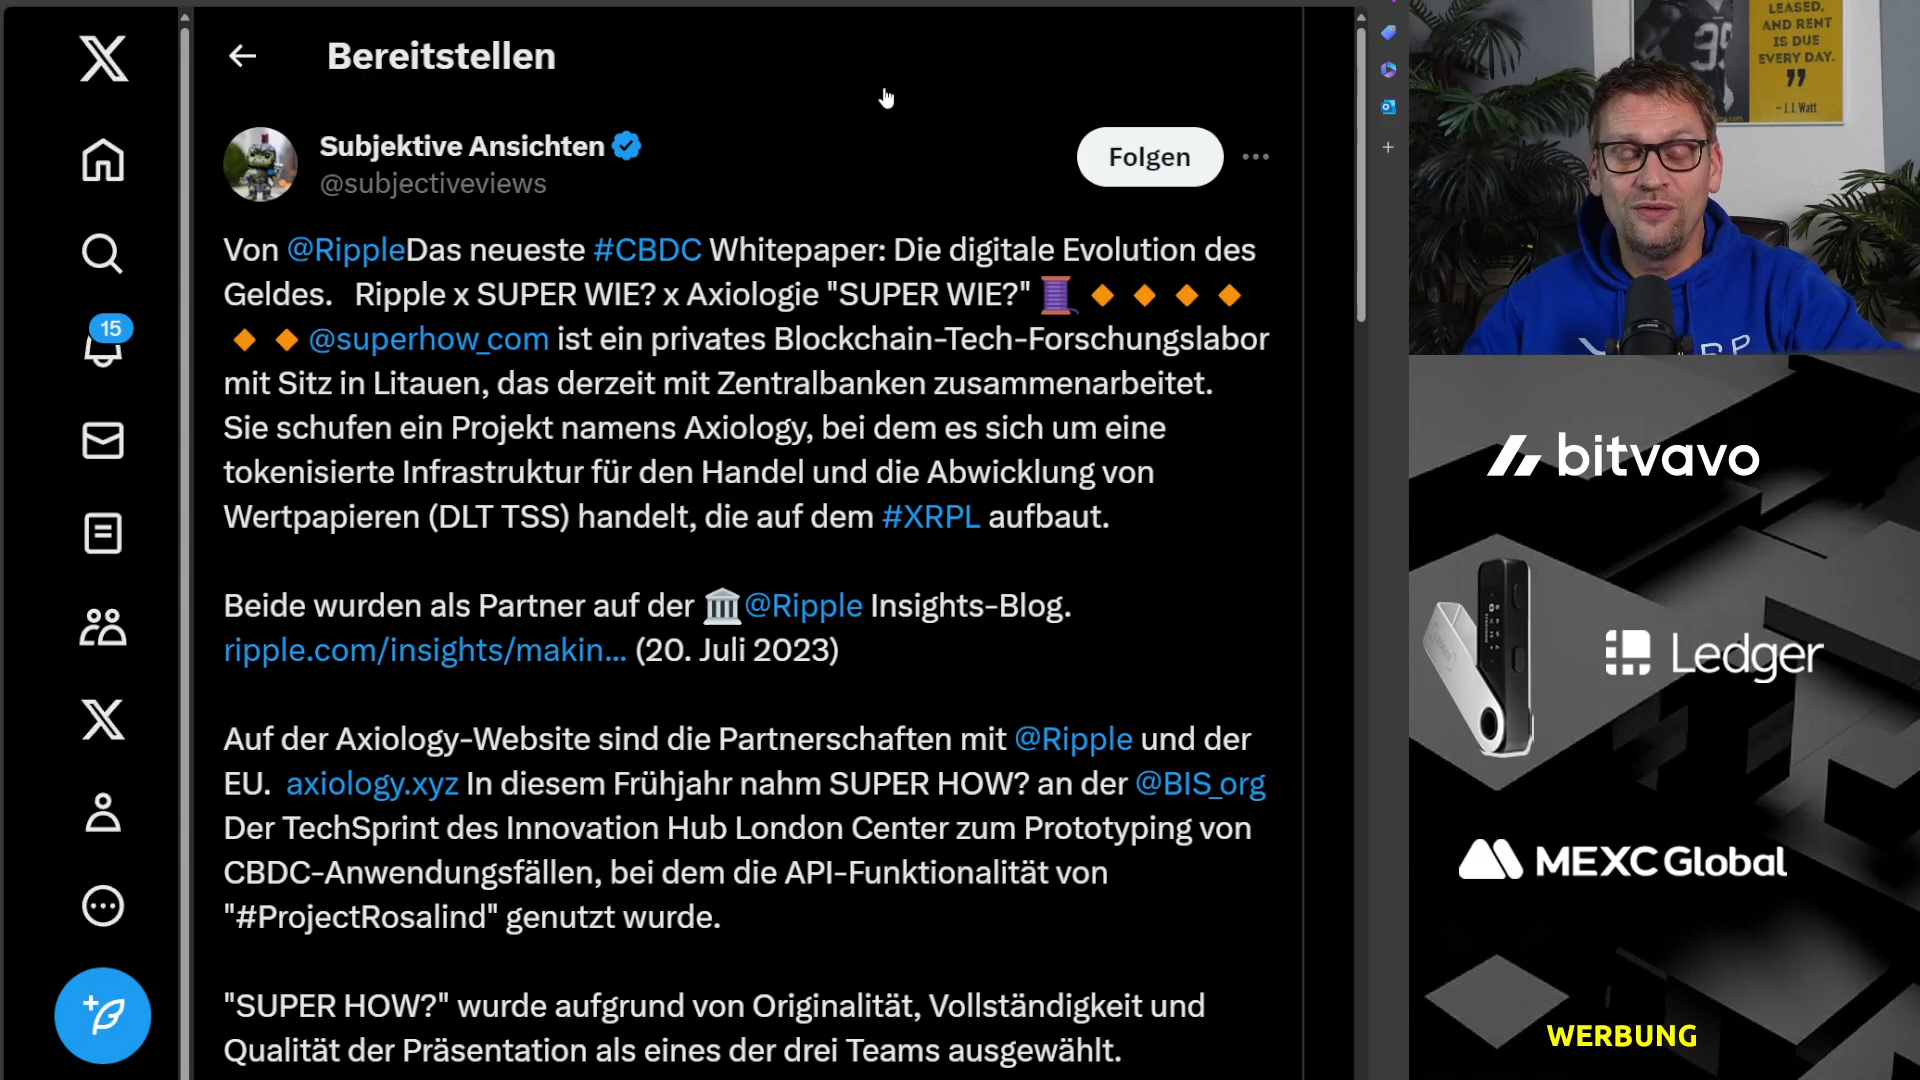 Bereitstellen
Subjektive Ansichten
@subjectiveviews
Folgen
15
Von @RippleDas neueste #CBDC Whitepaper: Die digitale Evolution des
Geldes. Ripple x SUPER WIE? x Axiologie "SUPER WIE?"
@superhow_com ist ein privates Blockchain-Tech-Forschungslabor
mit Sitz in Litauen, das derzeit mit Zentralbanken zusammenarbeitet.
Sie schufen ein Projekt namens Axiology, bei dem es sich um eine
tokenisierte Infrastruktur für den Handel und die Abwicklung von
Wertpapieren (DLT TSS) handelt, die auf dem #XRPL aufbaut.
Beide wurden als Partner auf der @Ripple Insights-Blog.
ripple.com/insights/makin... (20. Juli 2023)
Auf der Axiology-Website sind die Partnerschaften mit @Ripple und der
EU. axiology.xyz In diesem Frühjahr nahm SUPER HOW? an der @BIS_org
Der TechSprint des Innovation Hub London Center zum Prototyping von
CBDC-Anwendungsfällen, bei dem die API-Funktionalität von
"#ProjectRosalind" genutzt wurde.
"SUPER HOW?" wurde aufgrund von Originalität, Vollständigkeit und
Qualität der Präsentation als eines der drei Teams ausgewählt.
LEASED,
AND RENT
IS DUE
EVERY DAY.
"
– J.J. Watt
99
RP
bitvavo
Ledger
MEXC Global
WERBUNG